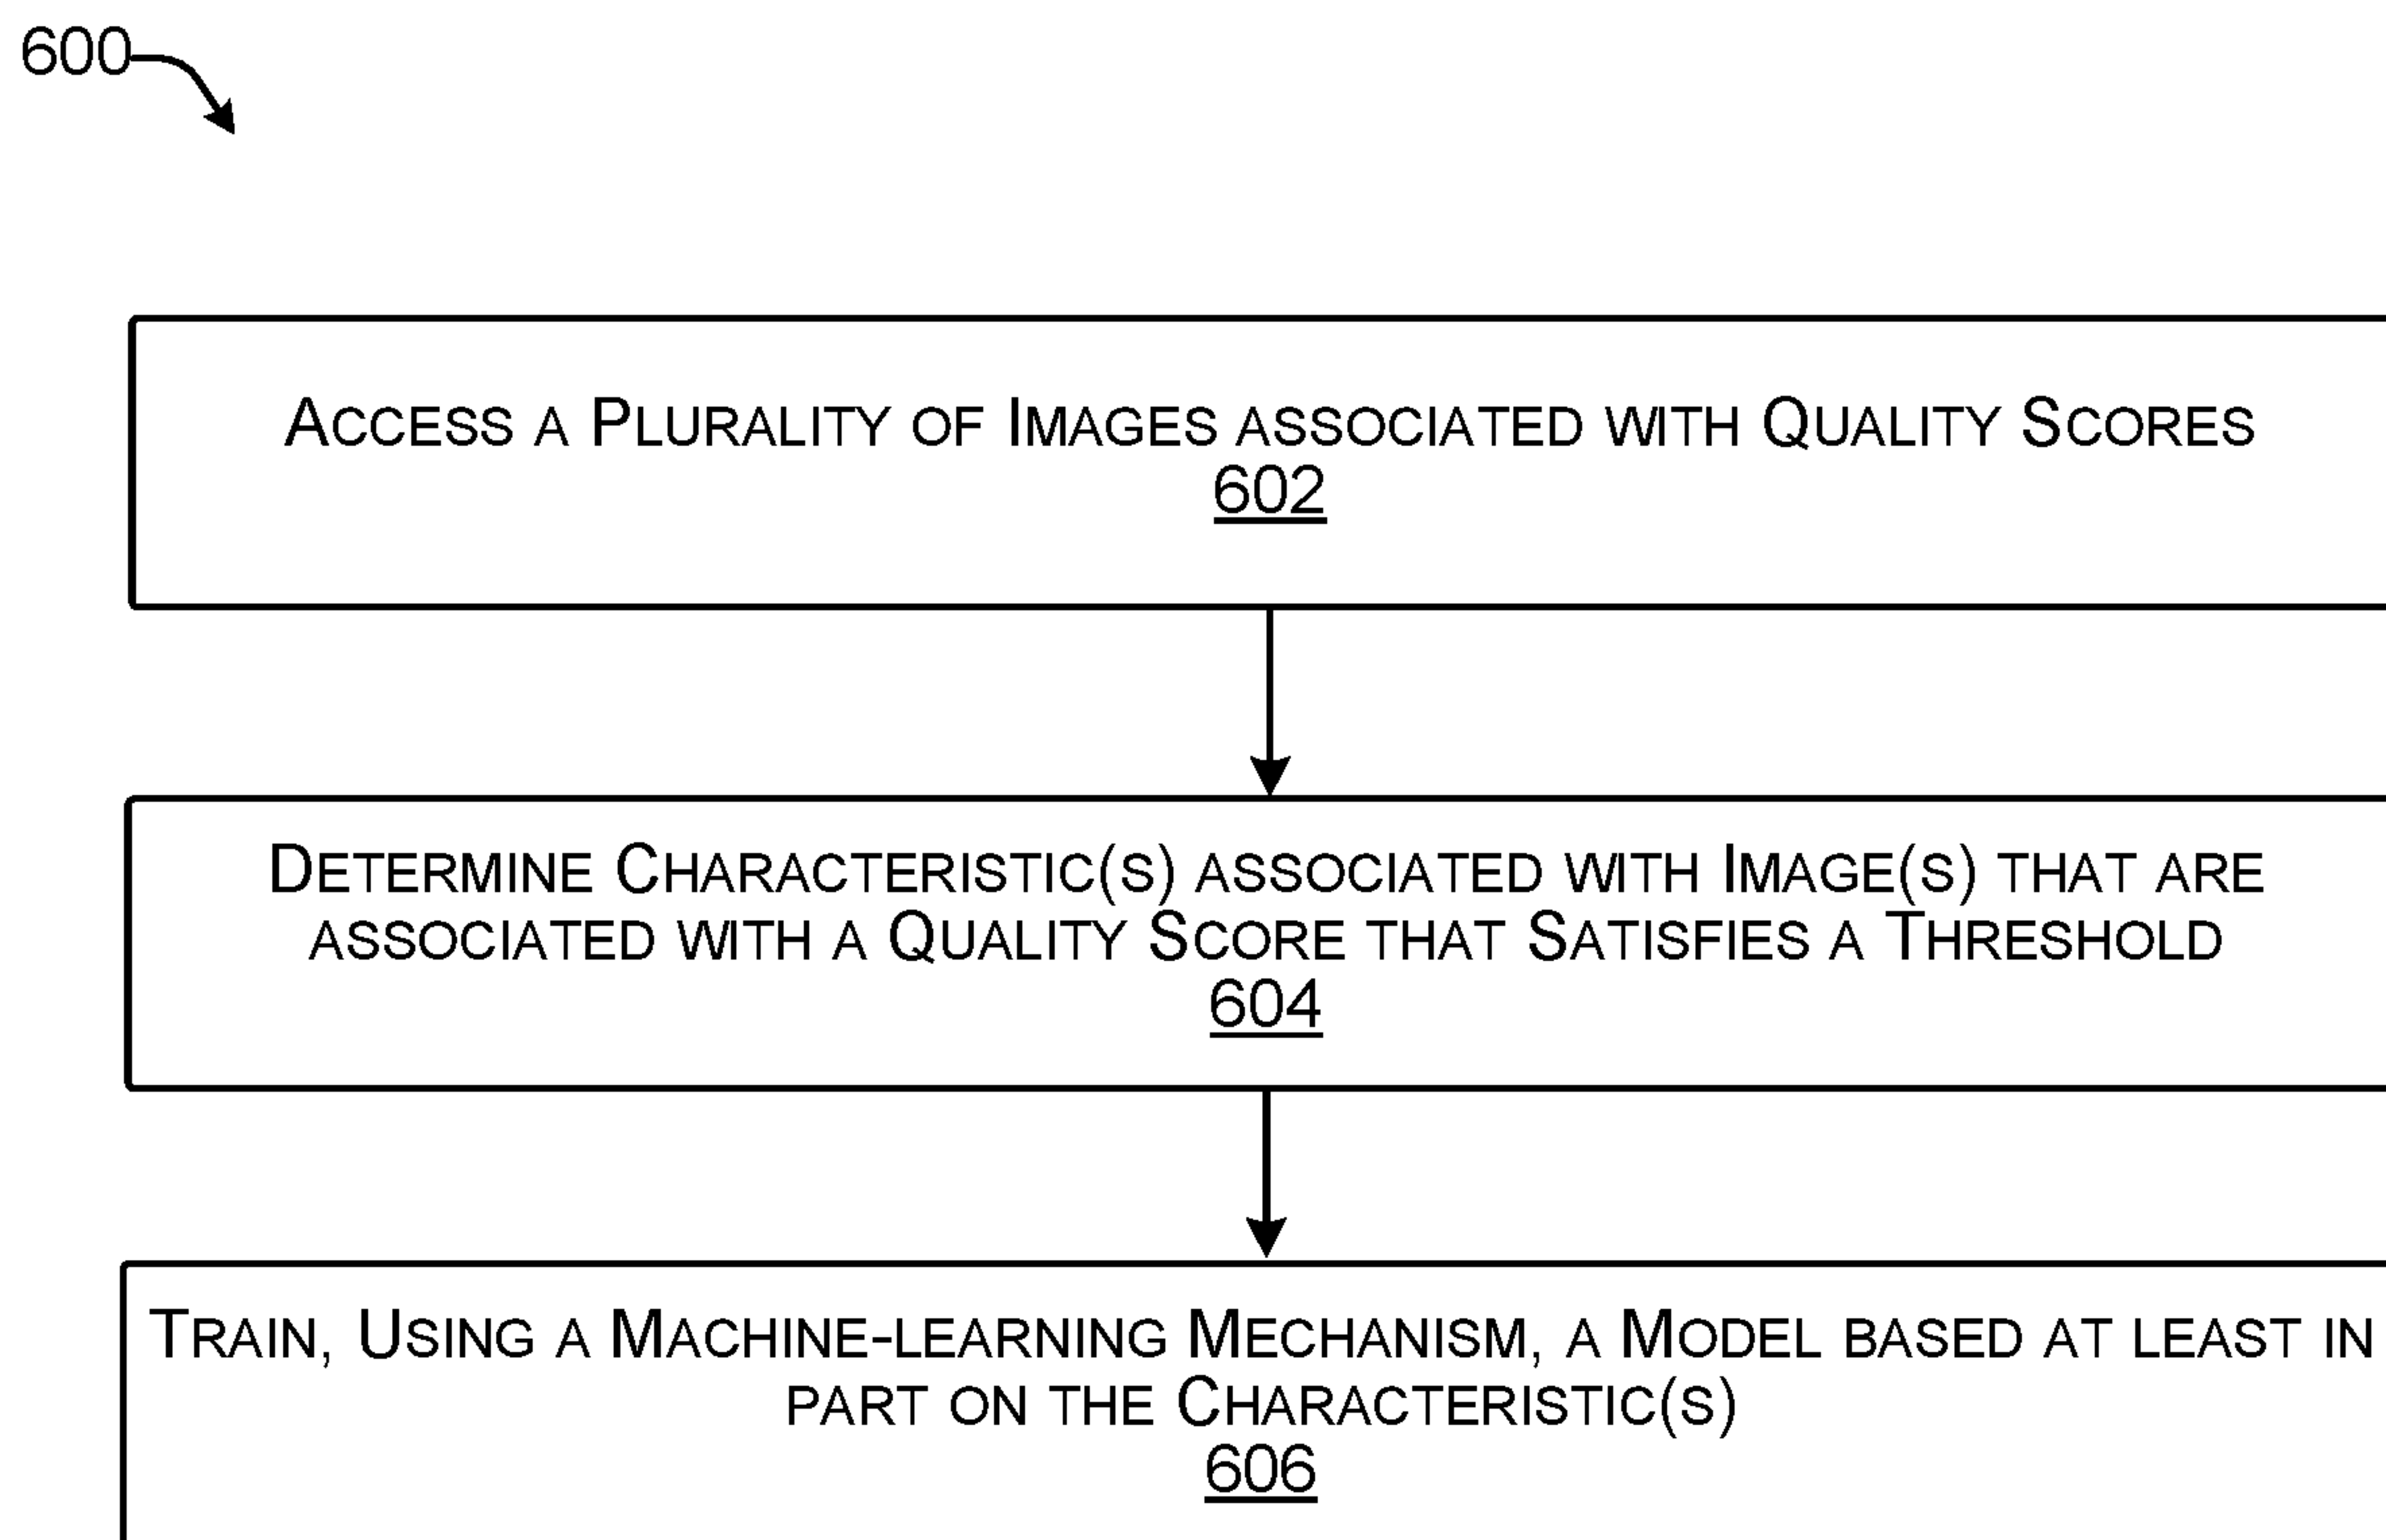 600
Access a Plurality of Images associated with Quality Scores
602
Determine Characteristic(s) associated with Image(s) that are
associated with a Quality Score that Satisfies a Threshold
604
Train, Using a Machine-learning Mechanism, a Model based at least in
part on the Characteristic(s)
606